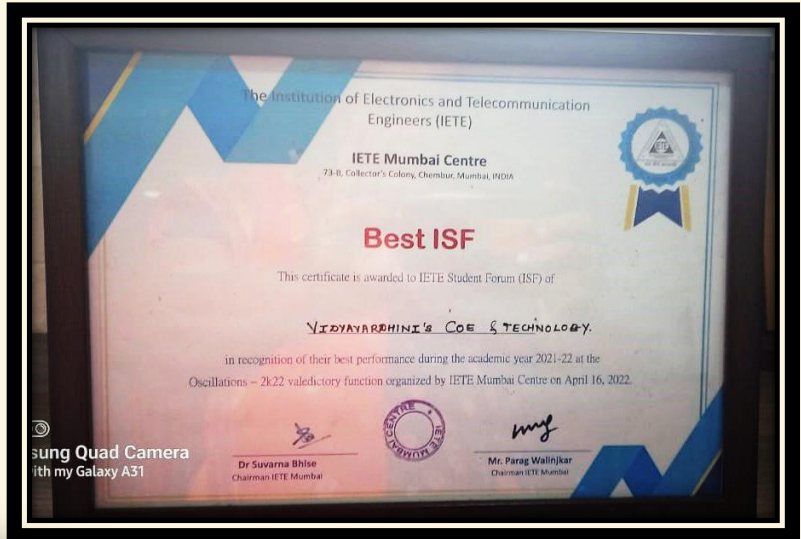 The Institution of Electronics and Telecommunication
Engineers (IETE)
IETE Mumbai Centre
73-B, Collector's Colony, Chembur, Mumbai, INDIA
Best ISF
This certificate is awarded to IETE Student Forum (ISF) of
VIDYAVARDHINI'S COE & TECHNOLOGY.
in recognition of their best performance during the academic year 2021-22 at the
Oscillations – 2k22 valedictory function organized by IETE Mumbai Centre on April 16, 2022.
IETE MUMBAI CENTRE
Dr Suvarna Bhise
Chairman IETE Mumbai
Mr. Parag Walinjkar
Chairman IETE Mumbai
sung Quad Camera
ith my Galaxy A31